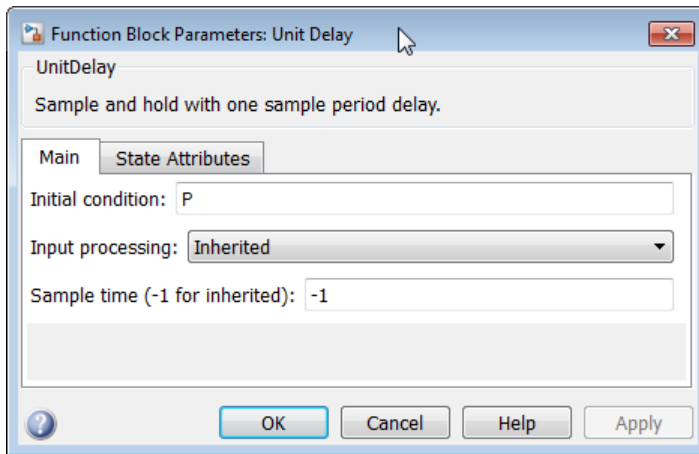 Function Block Parameters: Unit Delay
UnitDelay
Sample and hold with one sample period delay.
Main State Attributes
Initial condition: P
Input processing: Inherited
Sample time (-1 for inherited): -1
OK Cancel Help Apply